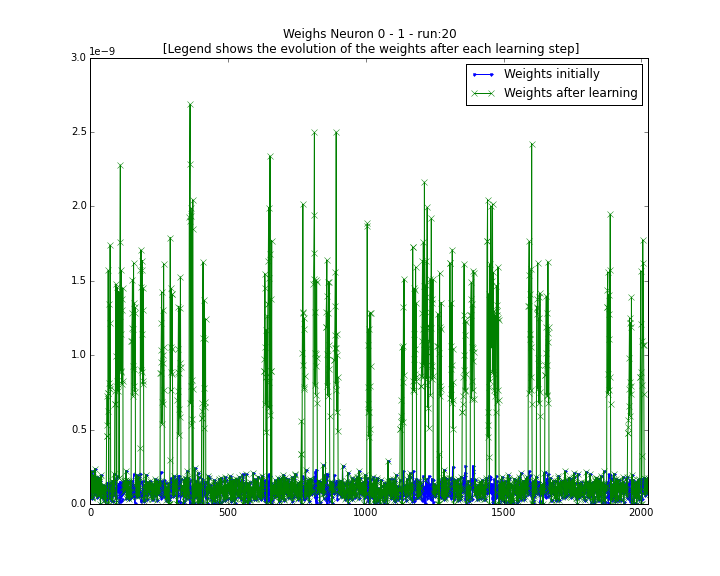 Weighs Neuron 0 - 1 - run:20
[Legend shows the evolution of the weights after each learning step]
1e−9
3.0
2.5
2.0
1.5
1.0
0.5
0.0
Weights initially
Weights after learning
0
500
1000
1500
2000